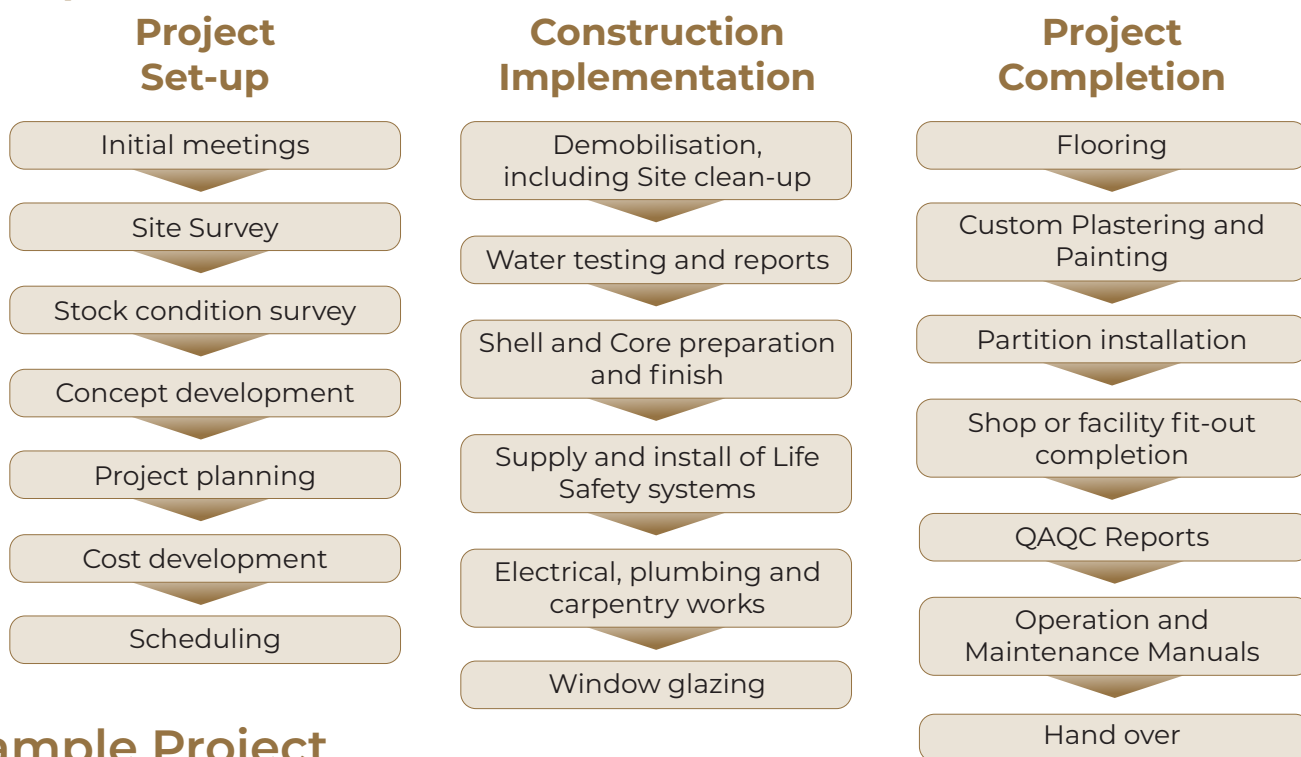 Project
Set-up
Initial meetings
Site Survey
Stock condition survey
Concept development
Project planning
Cost development
Scheduling
Construction
Implementation
Demobilisation,
including Site clean-up
Water testing and reports
Shell and Core preparation
and finish
Supply and install of Life
Safety systems
Electrical, plumbing and
carpentry works
Window glazing
Project
Completion
Flooring
Custom Plastering and
Painting
Partition installation
Shop or facility fit-out
completion
QAQC Reports
Operation and
Maintenance Manuals
Hand over
ample Project